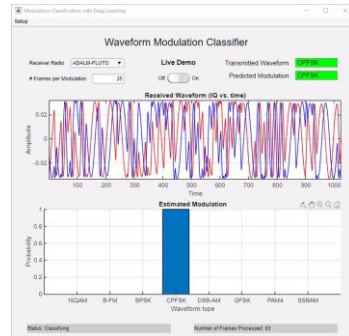 Modulation Classification with Deep Learning
Setup
Waveform Modulation Classifier
Receiver Radio ADALM-PLUTO Live Demo Transmitted Waveform CPFSK
# Frames per Modulation 25 Off On Predicted Modulation CPFSK
Received Waveform (IQ vs. time)
0.02
0
-0.02
Amplitude
100 200 300 400 500 600 700 800 900 1000
Time
Estimated Modulation
1
0.8
0.6
0.4
0.2
0
Probability
16QAM B-FM BPSK CPFSK DSB-AM GFSK PAM4 SSBAM
Waveform type
Status: Classifying Number of Frames Processed: 63